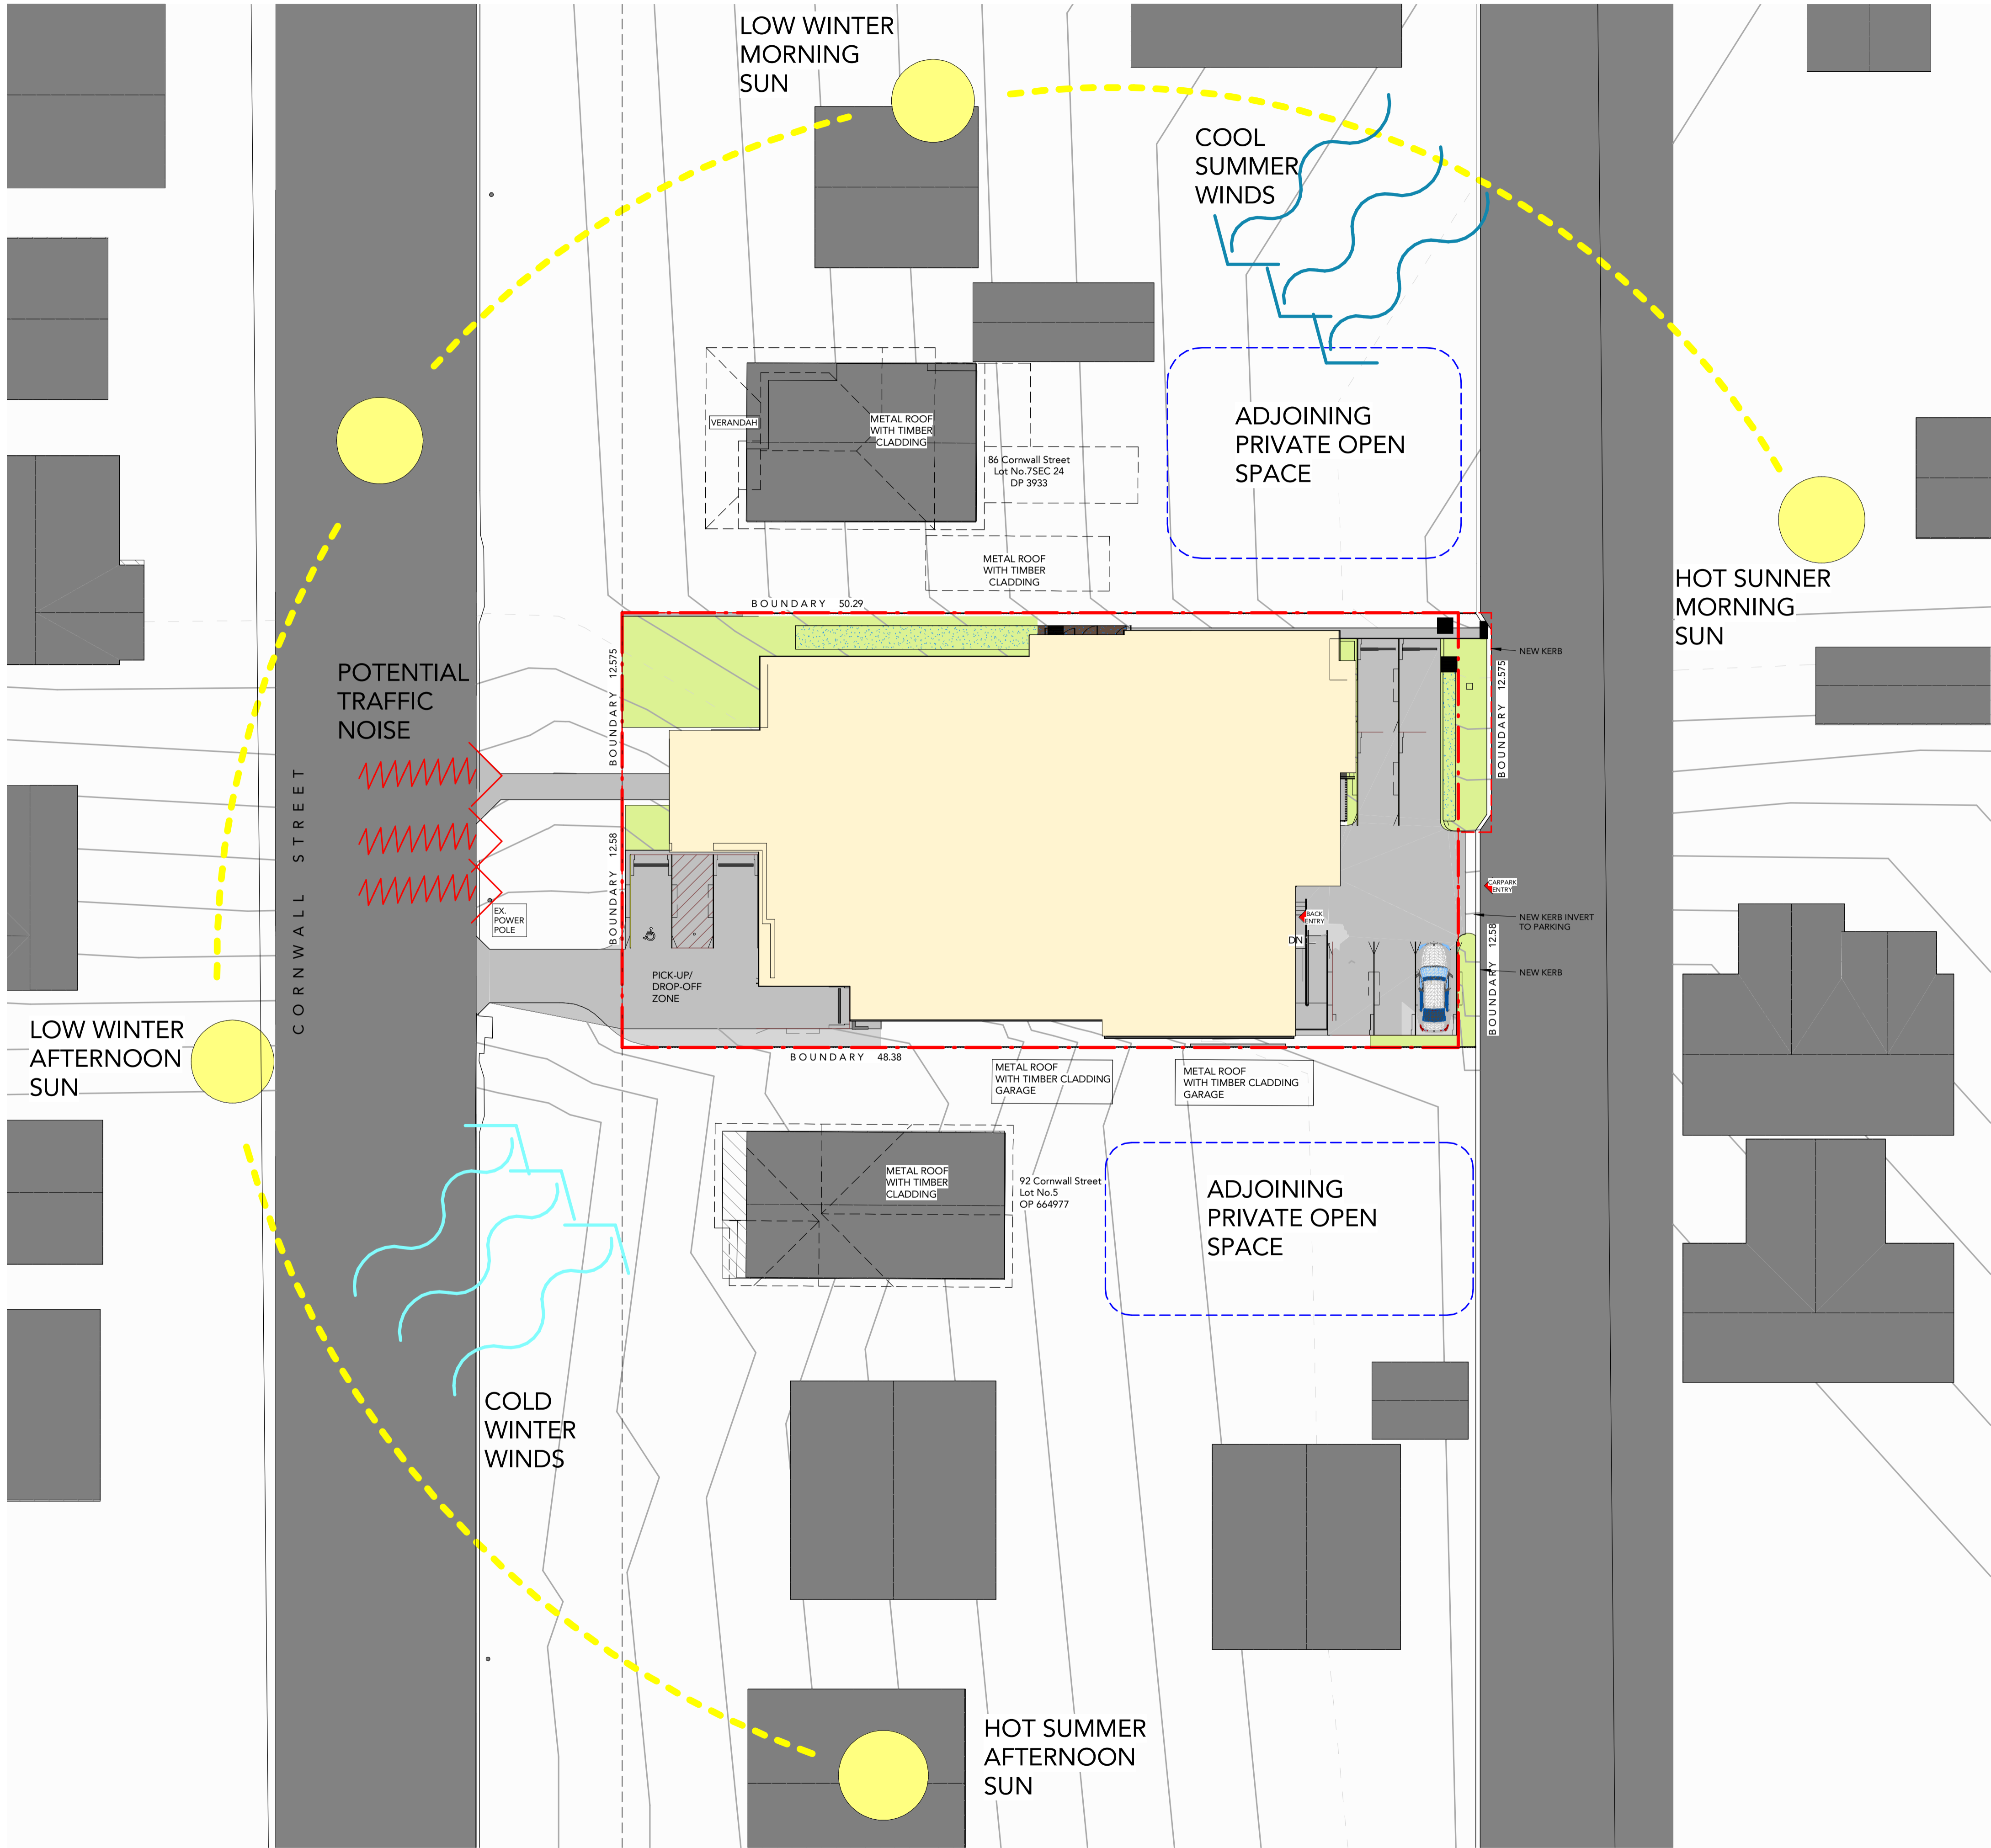 LOW WINTER
MORNING
SUN
COOL
SUMMER
WINDS
VERANDAH
METAL ROOF
WITH TIMBER
CLADDING
86 Cornwall Street
Lot No.7SEC 24
DP 3933
ADJOINING
PRIVATE OPEN
SPACE
METAL ROOF
WITH TIMBER
CLADDING
HOT SUNNER
MORNING
SUN
BOUNDARY 50.29
BOUNDARY 12.575
BOUNDARY 12.575
NEW KERB
POTENTIAL
TRAFFIC
NOISE
CORNWALL STREET
BOUNDARY 12.58
EX.
POWER
POLE
PICK-UP/
DROP-OFF
ZONE
BACK
ENTRY
DN
CARPARK
ENTRY
NEW KERB INVERT
TO PARKING
BOUNDARY 12.58
NEW KERB
LOW WINTER
AFTERNOON
SUN
BOUNDARY 48.38
METAL ROOF
WITH TIMBER CLADDING
GARAGE
METAL ROOF
WITH TIMBER CLADDING
GARAGE
METAL ROOF
WITH TIMBER
CLADDING
92 Cornwall Street
Lot No.5
OP 664977
ADJOINING
PRIVATE OPEN
SPACE
COLD
WINTER
WINDS
HOT SUMMER
AFTERNOON
SUN